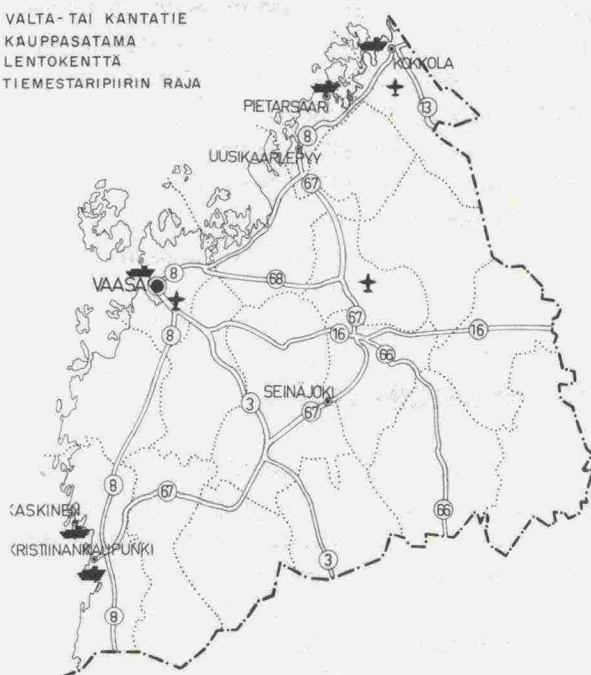 VALTA- TAI KANTATIE
KAUPPASATAMA
LENTOKENTTÄ
TIEMESTARIPIIRIN RAJA
KOKKOLA
PIETARSAARI
13
8
UUSIKAARLEPYY
67
8
68
VAASA
67
16
16
8
66
SEINÄJOKI
3
67
8
67
66
KASKINEN
KRISTIINANKAUPUNKI
3
8